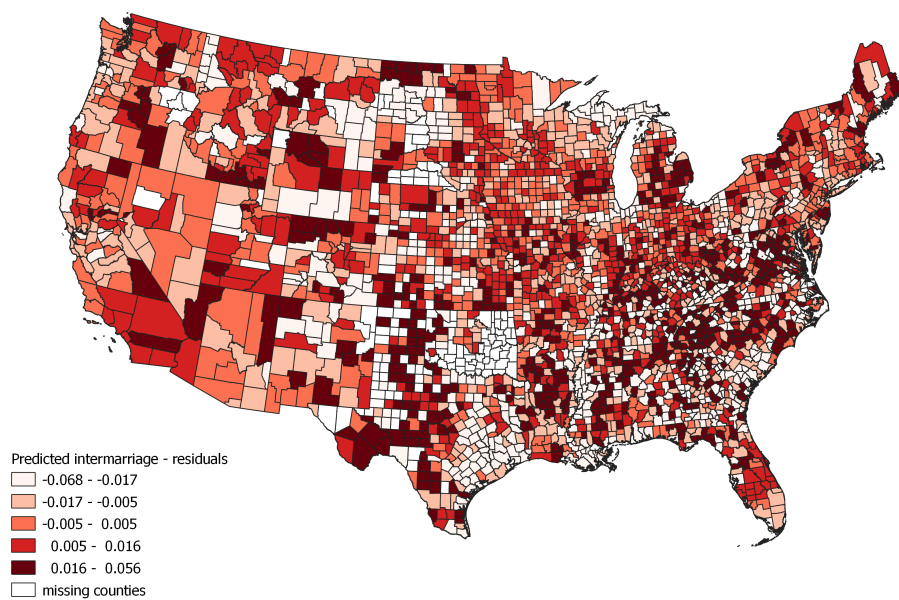 Predicted intermarriage - residuals
-0.068 - -0.017
-0.017 - -0.005
-0.005 - 0.005
0.005 - 0.016
0.016 - 0.056
missing counties